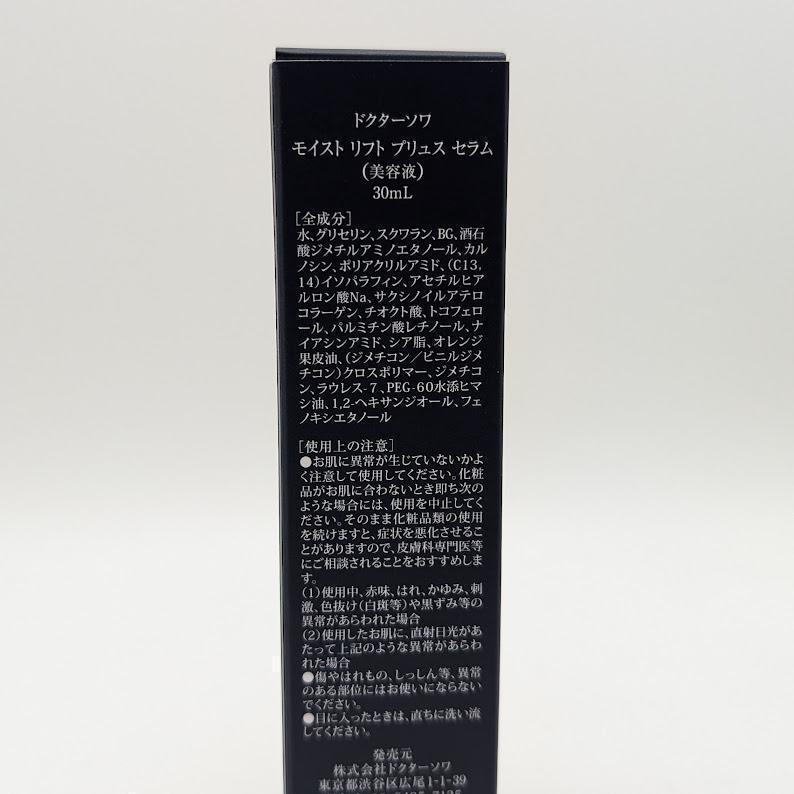 ドクターソワ
モイスト リフト プリュス セラム
(美容液)
30mL
[全成分]
水、グリセリン、スクワラン、BG、酒石
酸ジメチルアミノエタノール、カル
ノシン、ポリアクリルアミド、(C13,
14)イソパラフィン、アセチルヒア
ルロン酸Na、サクシノイルアテロ
コラーゲン、チオクト酸、トコフェロ
ール、パルミチン酸レチノール、ナ
イアシンアミド、シア脂、オレンジ
果皮油、(ジメチコン/ビニルジメ
チコン)クロスポリマー、ジメチコ
ン、ラウレス-7、PEG-60水添ヒマ
シ油、1,2-ヘキサンジオール、フェ
ノキシエタノール
[使用上の注意]
●お肌に異常が生じていないかよ
く注意して使用してください。化粧
品がお肌に合わないとき即ち次の
ような場合には、使用を中止してく
ださい。そのまま化粧品類の使用
を続けますと、症状を悪化させるこ
とがありますので、皮膚科専門医等
にご相談されることをおすすめしま
す。
(1)使用中、赤味、はれ、かゆみ、刺
激、色抜け(白斑等)や黒ずみ等の
異常があらわれた場合
(2)使用したお肌に、直射日光があ
たって上記のような異常があらわ
れた場合
●傷やはれもの、しっしん等、異常
のある部位にはお使いにならない
でください。
●目に入ったときは、直ちに洗い流
してください。
発売元
株式会社ドクターソワ
東京都渋谷区広尾1-1-39